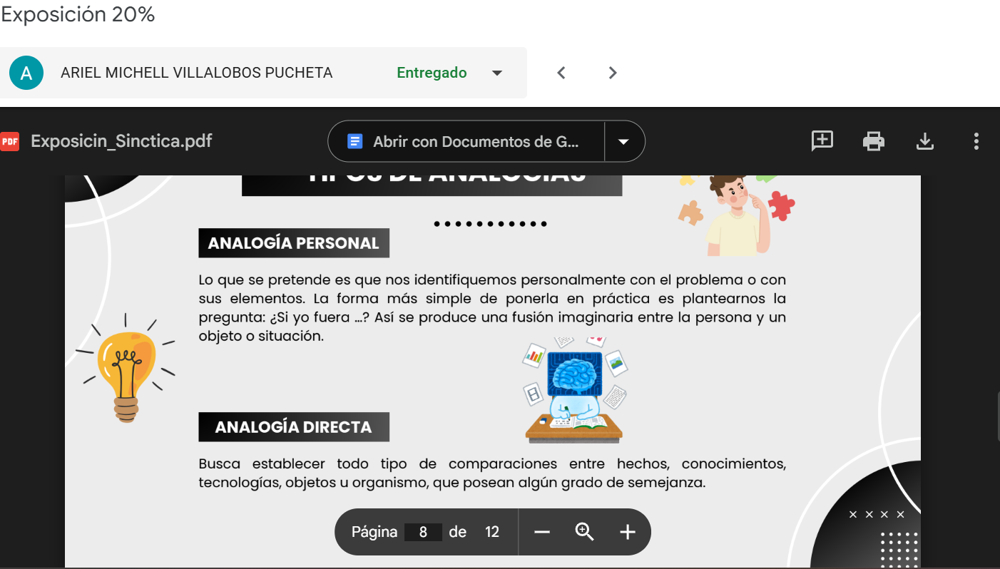 Exposición 20%
A
ARIEL MICHELL VILLALOBOS PUCHETA
Entregado
PDF
Exposicin_Sinctica.pdf
Abrir con Documentos de G...
TIPOS DE ANALOGÍAS
ANALOGÍA PERSONAL
Lo que se pretende es que nos identifiquemos personalmente con el problema o con
sus elementos. La forma más simple de ponerla en práctica es plantearnos la
pregunta: ¿Si yo fuera ...? Así se produce una fusión imaginaria entre la persona y un
objeto o situación.
ANALOGÍA DIRECTA
Busca establecer todo tipo de comparaciones entre hechos, conocimientos,
tecnologías, objetos u organismo, que posean algún grado de semejanza.
Página 8 de 12